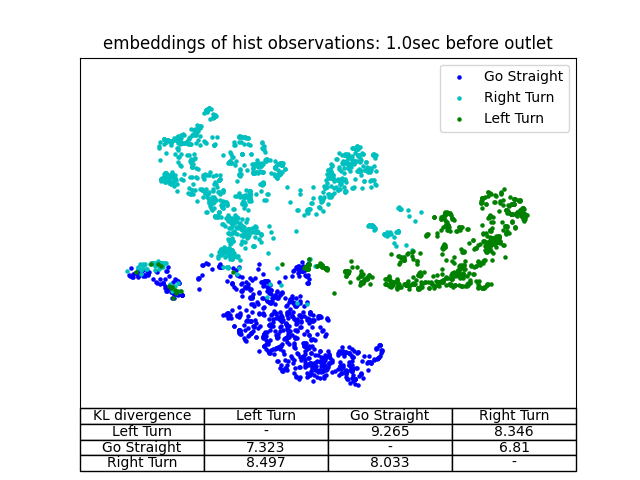 embeddings of hist observations: 1.0sec before outlet
Go Straight
Right Turn
Left Turn
KL divergence Left Turn Go Straight Right Turn
Left Turn - 9.265 8.346
Go Straight 7.323 - 6.81
Right Turn 8.497 8.033 -